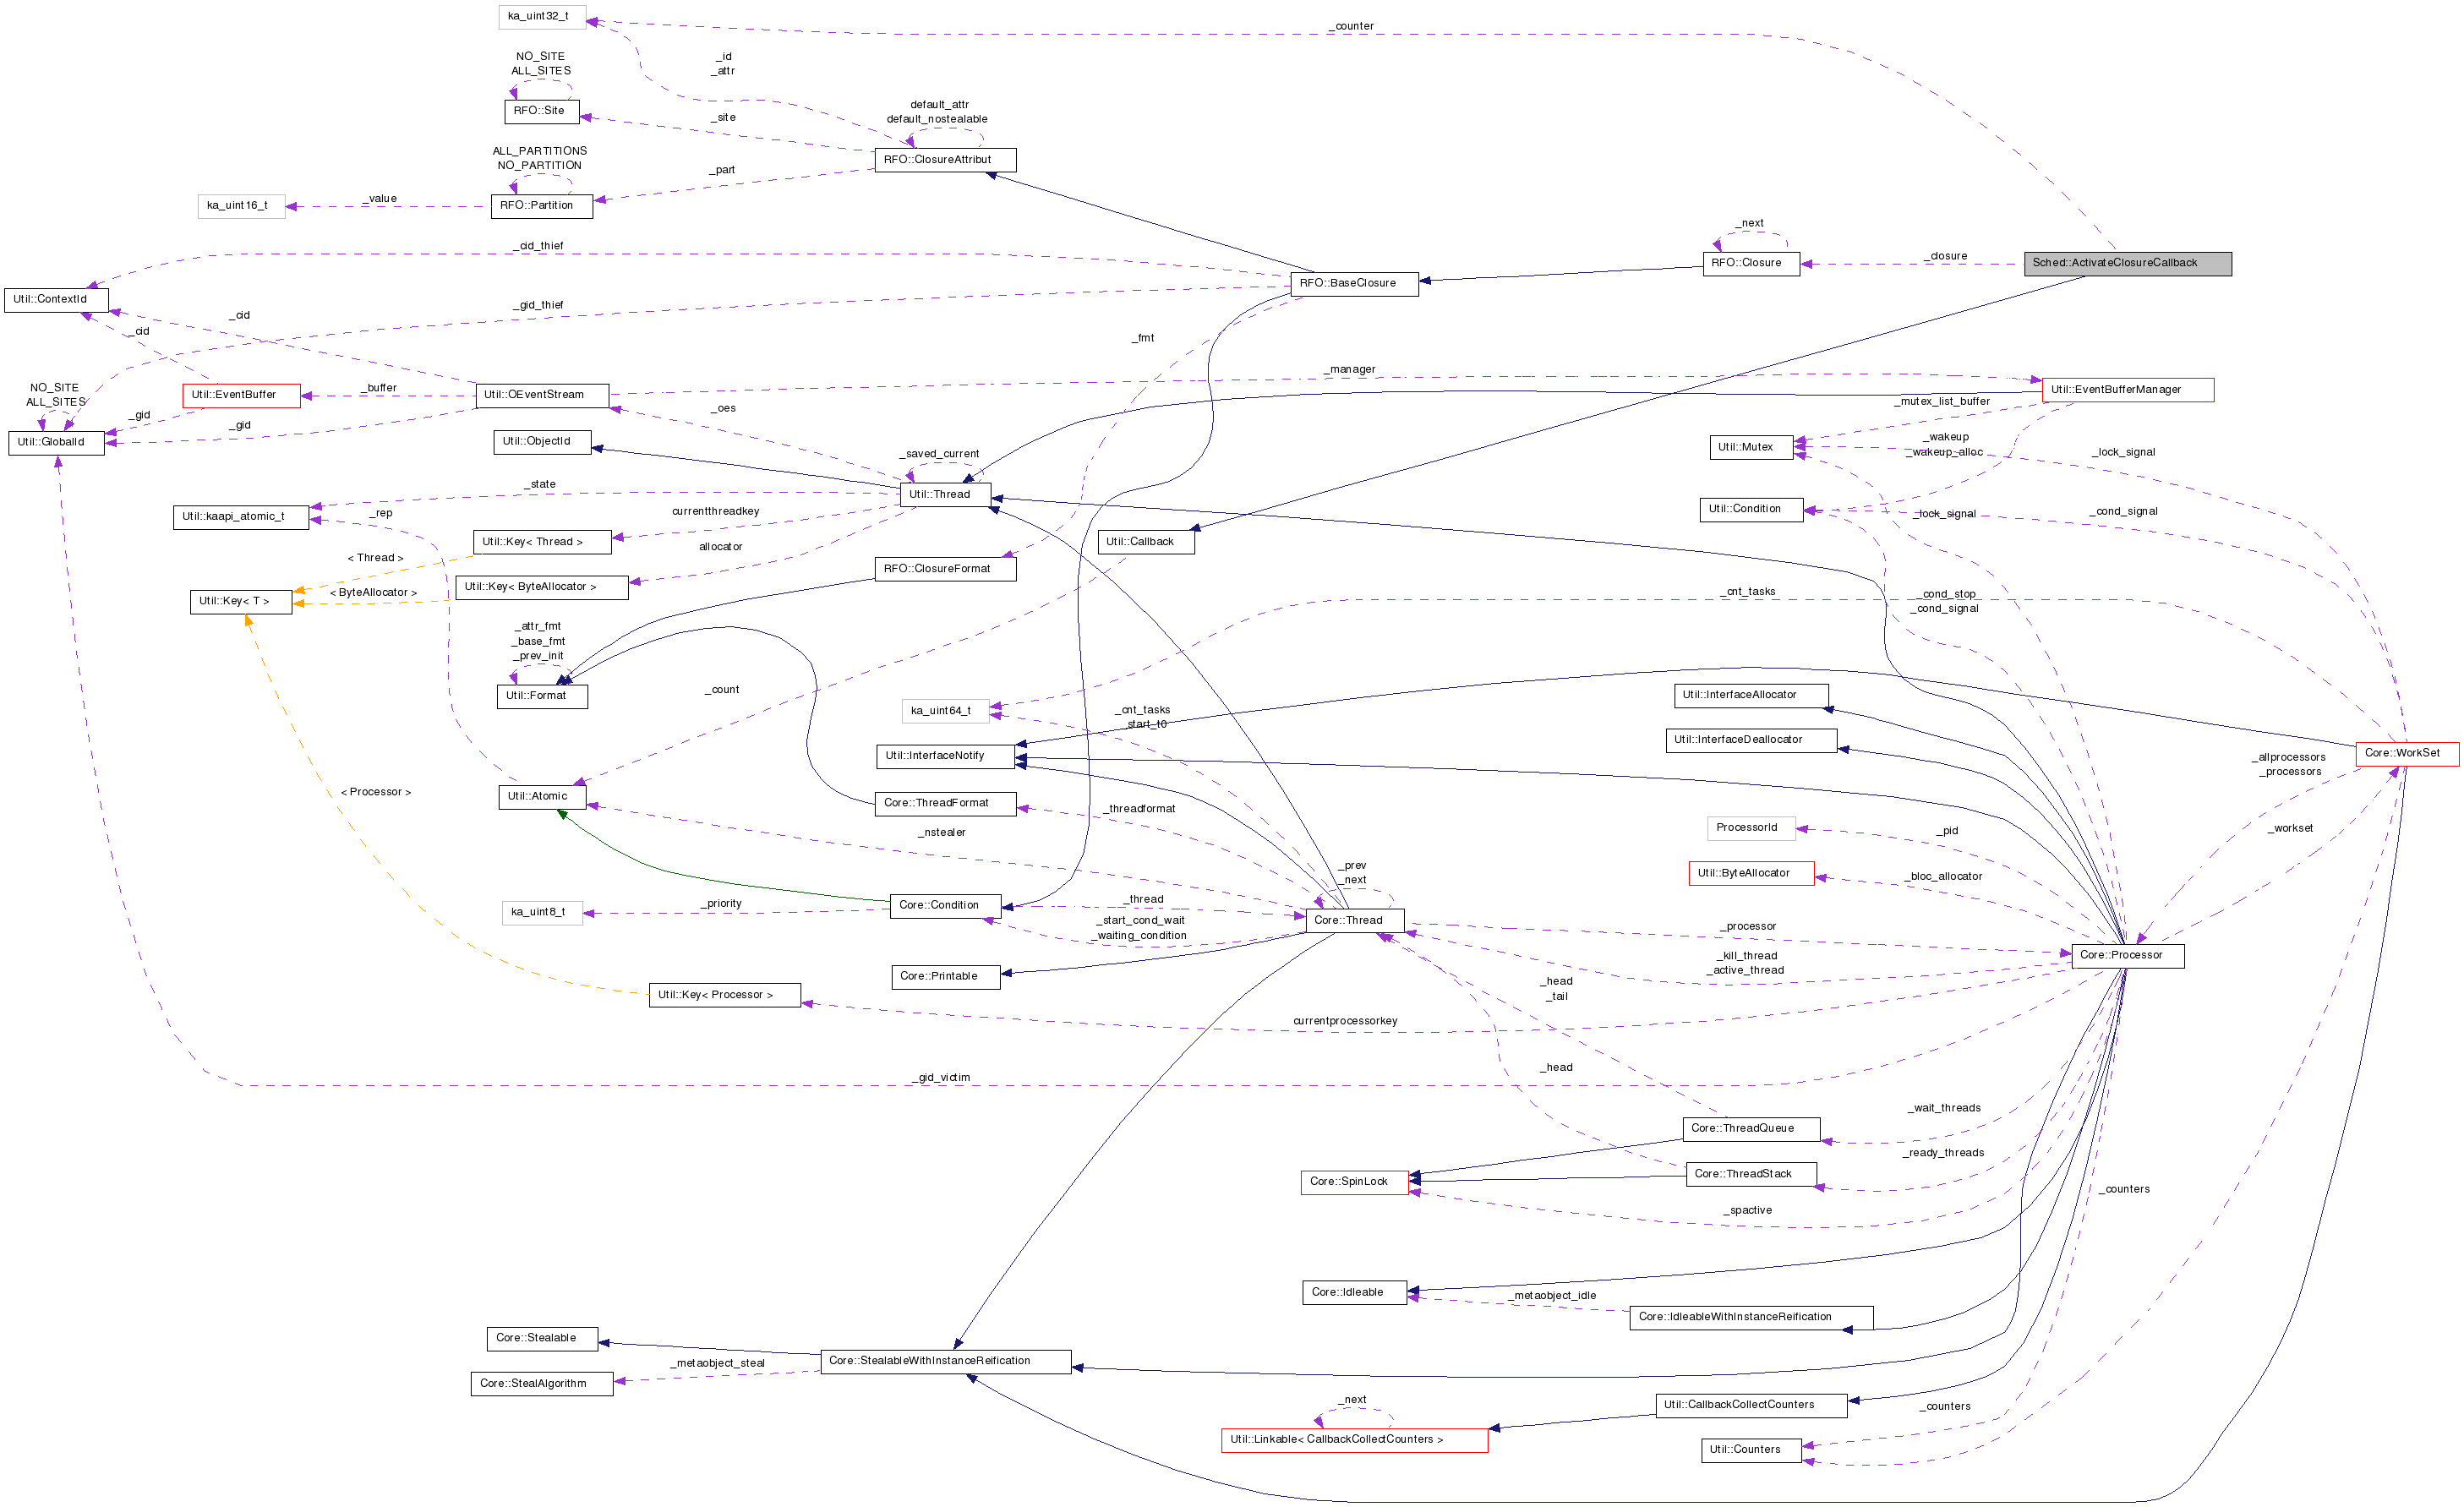 ka_uint32_t
_counter
NO_SITE
ALL_SITES
_id
_attr
RFO::Site
default_attr
default_nostealable
_site
ALL_PARTITIONS
NO_PARTITION
RFO::ClosureAttribut
_part
ka_uint16_t
_value
RFO::Partition
_next
_cid_thief
RFO::Closure
_closure
Sched::ActivateClosureCallback
RFO::BaseClosure
Util::ContextId
_gid_thief
_cid
_cid
_fmt
_manager
NO_SITE
ALL_SITES
Util::EventBuffer
_buffer
Util::OEventStream
Util::EventBufferManager
_mutex_list_buffer
_gid
_gid
_oes
Util::GlobalId
Util::ObjectId
_saved_current
Util::Mutex
_wakeup
_wakeup_alloc
_lock_signal
_state
Util::Thread
Util::kaapi_atomic_t
_rep
currentthreadkey
Util::Condition
_lock_signal
_cond_signal
Util::Key< Thread >
allocator
Util::Callback
< Thread >
RFO::ClosureFormat
Util::Key< ByteAllocator >
< ByteAllocator >
Util::Key< T >
_cnt_tasks
_cond_stop
_cond_signal
_attr_fmt
_base_fmt
_prev_init
Util::Format
_count
ka_uint64_t
_cnt_tasks
_start_t0
Util::InterfaceAllocator
Util::InterfaceDeallocator
Util::InterfaceNotify
Core::WorkSet
_allprocessors
_processors
< Processor >
Util::Atomic
Core::ThreadFormat
_threadformat
_nstealer
ProcessorId
_pid
_workset
_prev
_next
Util::ByteAllocator
_bloc_allocator
ka_uint8_t
_priority
Core::Condition
_thread
Core::Thread
_start_cond_wait
_waiting_condition
_processor
Core::Processor
_kill_thread
_active_thread
Core::Printable
Util::Key< Processor >
_head
_tail
currentprocessorkey
_gid_victim
_head
_wait_threads
Core::ThreadQueue
_ready_threads
Core::ThreadStack
Core::SpinLock
_counters
_spactive
Core::Idleable
_metaobject_idle
Core::IdleableWithInstanceReification
Core::Stealable
Core::StealableWithInstanceReification
_metaobject_steal
Core::StealAlgorithm
_next
Util::CallbackCollectCounters
_counters
Util::Linkable< CallbackCollectCounters >
Util::Counters